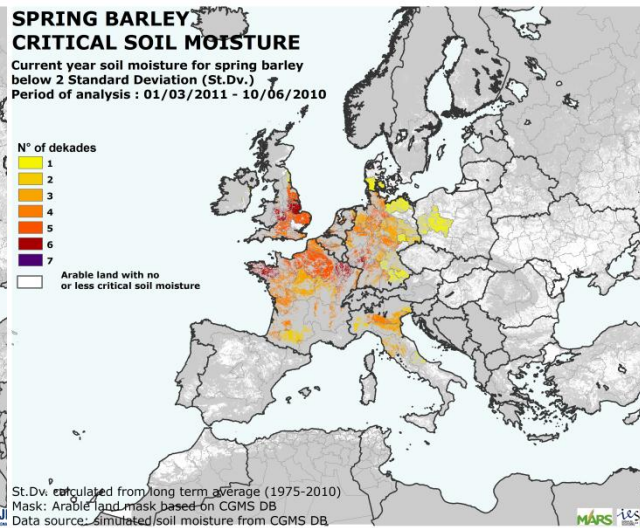 SPRING BARLEY
CRITICAL SOIL MOISTURE
Current year soil moisture for spring barley
below 2 Standard Deviation (St.Dv.)
Period of analysis : 01/03/2011 - 10/06/2010
N° of dekades
1
2
3
4
5
6
7
Arable land with no
or less critical soil moisture
St.Dv. calculated from long term average (1975-2010)
Mask: Arable land mask based on CGMS DB
Data source: simulated soil moisture from CGMS DB
MARS ies